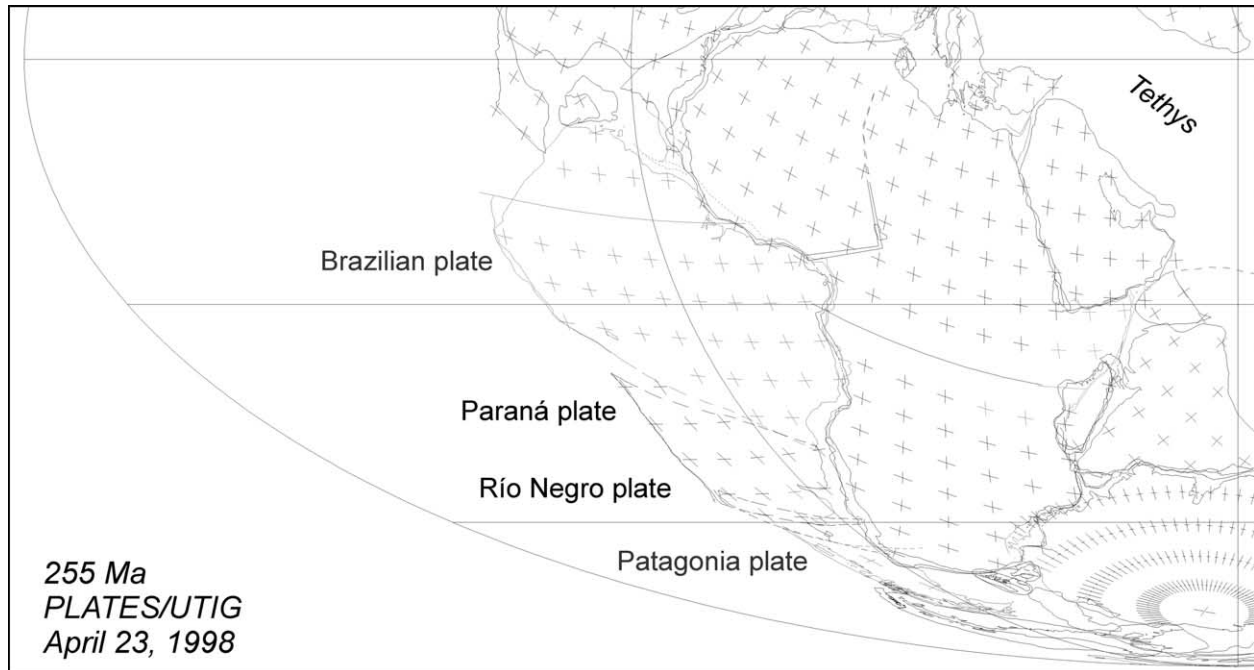 Tethys
Brazilian plate
Paraná plate
Río Negro plate
Patagonia plate
255 Ma
PLATES/UTIG
April 23, 1998